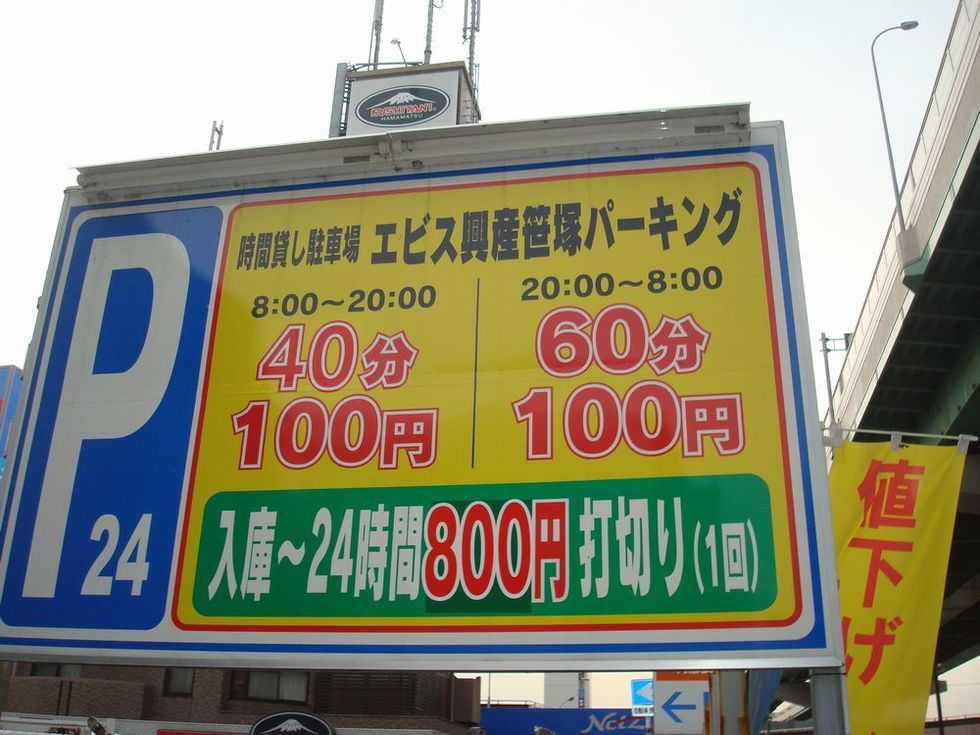 KUSHITANI
HAMAMATSU
時間貸し駐車場 エビス興産笹塚パーキング
8:00～20:00
40分
100円
20:00～8:00
60分
100円
入庫～24時間800円打切り(1回)
P
24
値下げ